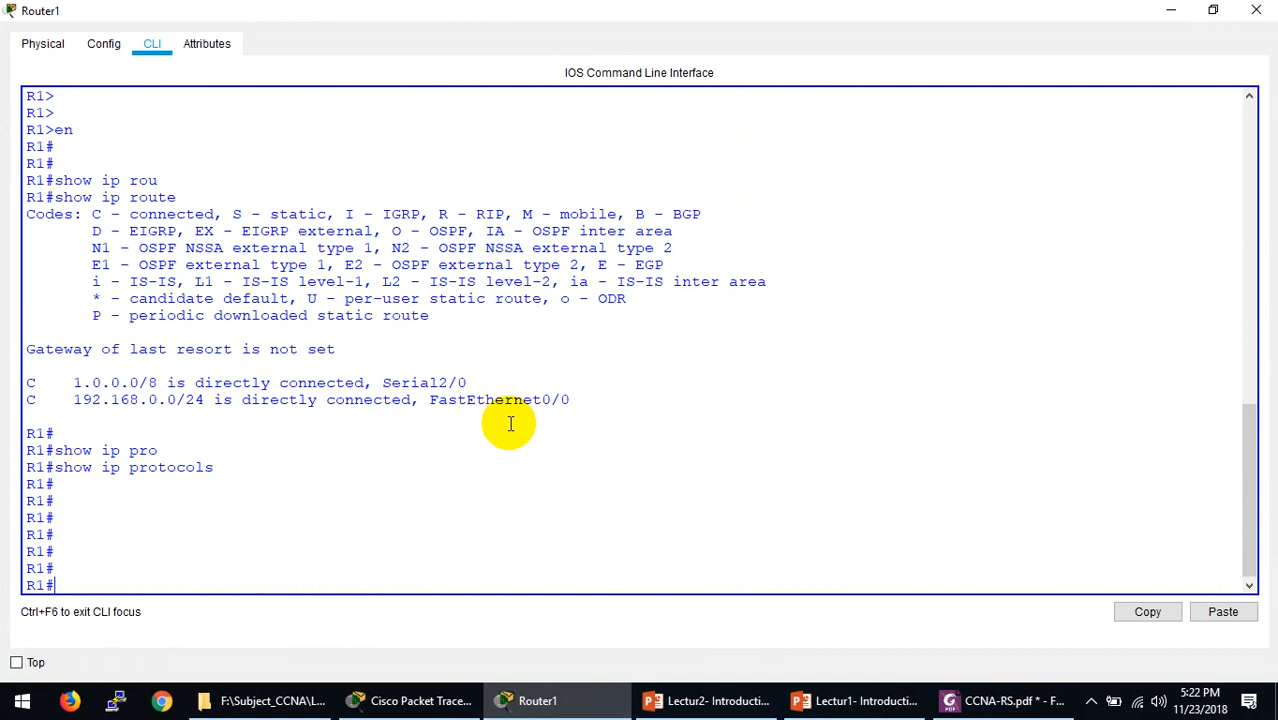 Router1
Physical Config CLI Attributes
IOS Command Line Interface
R1>
R1>
R1>en
R1#
R1#
R1#show ip rou
R1#show ip route
Codes: C - connected, S - static, I - IGRP, R - RIP, M - mobile, B - BGP
D - EIGRP, EX - EIGRP external, O - OSPF, IA - OSPF inter area
N1 - OSPF NSSA external type 1, N2 - OSPF NSSA external type 2
E1 - OSPF external type 1, E2 - OSPF external type 2, E - EGP
i - IS-IS, L1 - IS-IS level-1, L2 - IS-IS level-2, ia - IS-IS inter area
* - candidate default, U - per-user static route, o - ODR
P - periodic downloaded static route
Gateway of last resort is not set
C 1.0.0.0/8 is directly connected, Serial2/0
C 192.168.0.0/24 is directly connected, FastEthernet0/0
R1#
R1#show ip pro
R1#show ip protocols
R1#
R1#
R1#
R1#
R1#
R1#
R1#
Ctrl+F6 to exit CLI focus
Copy Paste
Top
F:\Subject_CCNA\L... Cisco Packet Trace... Router1 Lectur2- Introducti... Lectur1- Introducti... CCNA-RS.pdf * - F... 5:22 PM
11/23/2018